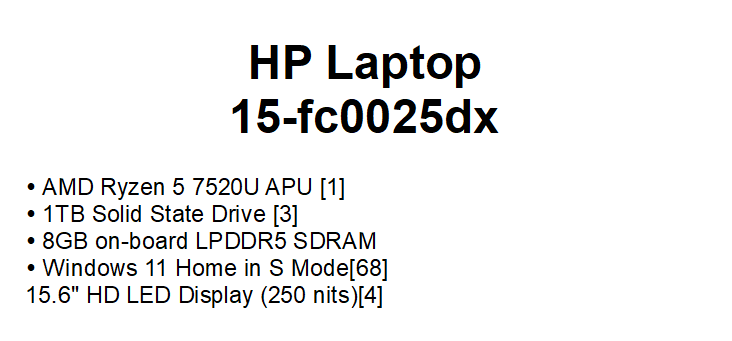 HP Laptop
15-fc0025dx
• AMD Ryzen 5 7520U APU [1]
• 1TB Solid State Drive [3]
• 8GB on-board LPDDR5 SDRAM
• Windows 11 Home in S Mode[68]
15.6" HD LED Display (250 nits)[4]